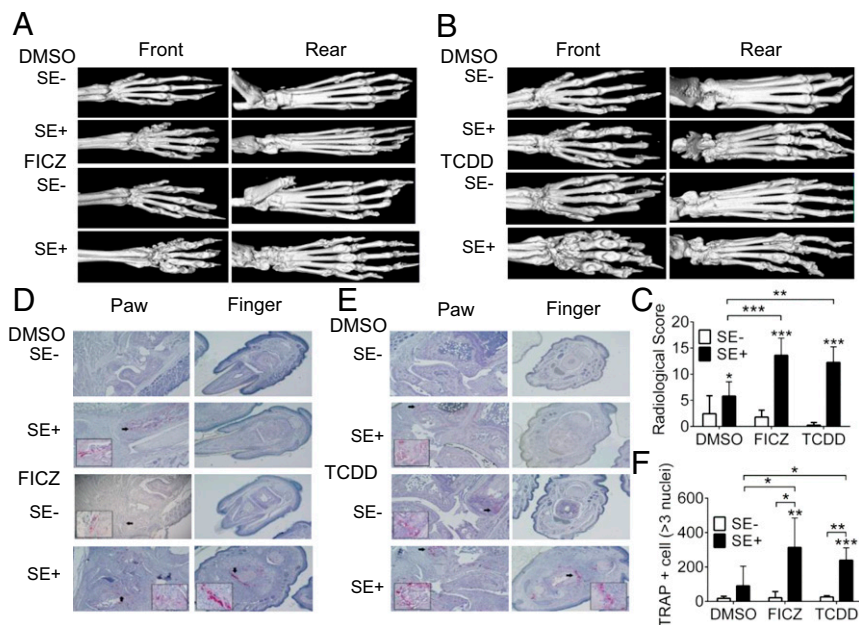 A
Front Rear
DMSO
SE-
SE+
FICZ
SE-
SE+
B
Front Rear
DMSO
SE-
SE+
TCDD
SE-
SE+
D
Paw Finger
DMSO
SE-
SE+
FICZ
SE-
SE+
E
Paw Finger
DMSO
SE-
SE+
TCDD
SE-
SE+
C
**
***
*** ***
*
Radiological Score
20
15
10
5
0
SE-
SE+
DMSO FICZ TCDD
F
*
*
* **
** ***
TRAP + cell (>3 nuclei)
600
400
200
0
SE-
SE+
DMSO FICZ TCDD